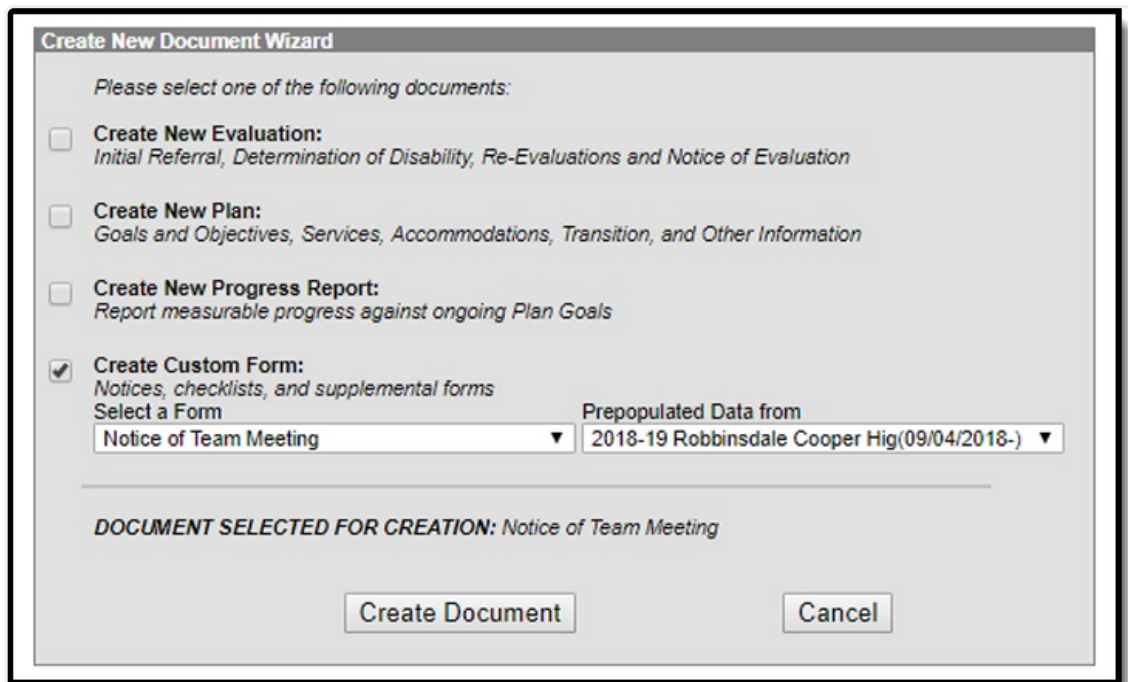 Create New Document Wizard
Please select one of the following documents:
Create New Evaluation:
Initial Referral, Determination of Disability, Re-Evaluations and Notice of Evaluation
Create New Plan:
Goals and Objectives, Services, Accommodations, Transition, and Other Information
Create New Progress Report:
Report measurable progress against ongoing Plan Goals
Create Custom Form:
Notices, checklists, and supplemental forms
Select a Form Prepopulated Data from
Notice of Team Meeting 2018-19 Robbinsdale Cooper Hig(09/04/2018-)
DOCUMENT SELECTED FOR CREATION: Notice of Team Meeting
Create Document Cancel